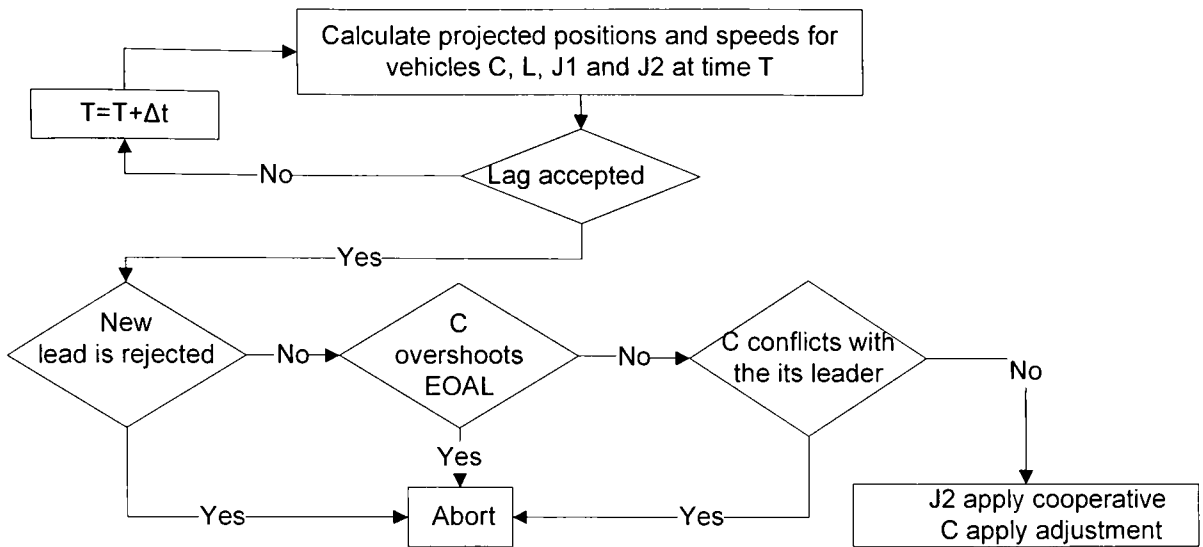 Calculate projected positions and speeds for
vehicles C, L, J1 and J2 at time T
T=T+Δt
No
Lag accepted
Yes
New
lead is rejected
No
C
overshoots
EOAL
No
C conflicts with
the its leader
No
Yes
Yes
Abort
Yes
J2 apply cooperative
C apply adjustment